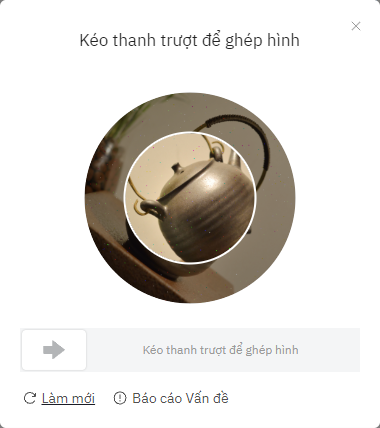 Kéo thanh trượt để ghép hình
Kéo thanh trượt để ghép hình
Làm mới
Báo cáo Vấn đề